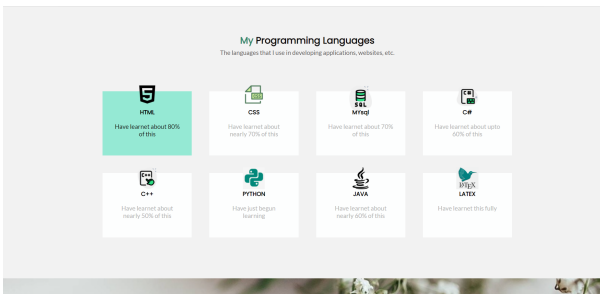 My Programming Languages
The languages that I use in developing applications, websites, etc.
HTML
Have learnet about 80%
of this
CSS
CSS
Have learnet about
nearly 70% of this
SQL
MYsql
Have learnet about 70%
of this
C#
C#
Have learnet about upto
60% of this
C++
C++
Have learnet about
nearly 50% of this
PYTHON
Have just begun
learning
JAVA
Have learnet about
nearly 60% of this
LATEX
LATEX
Have learnet this fully